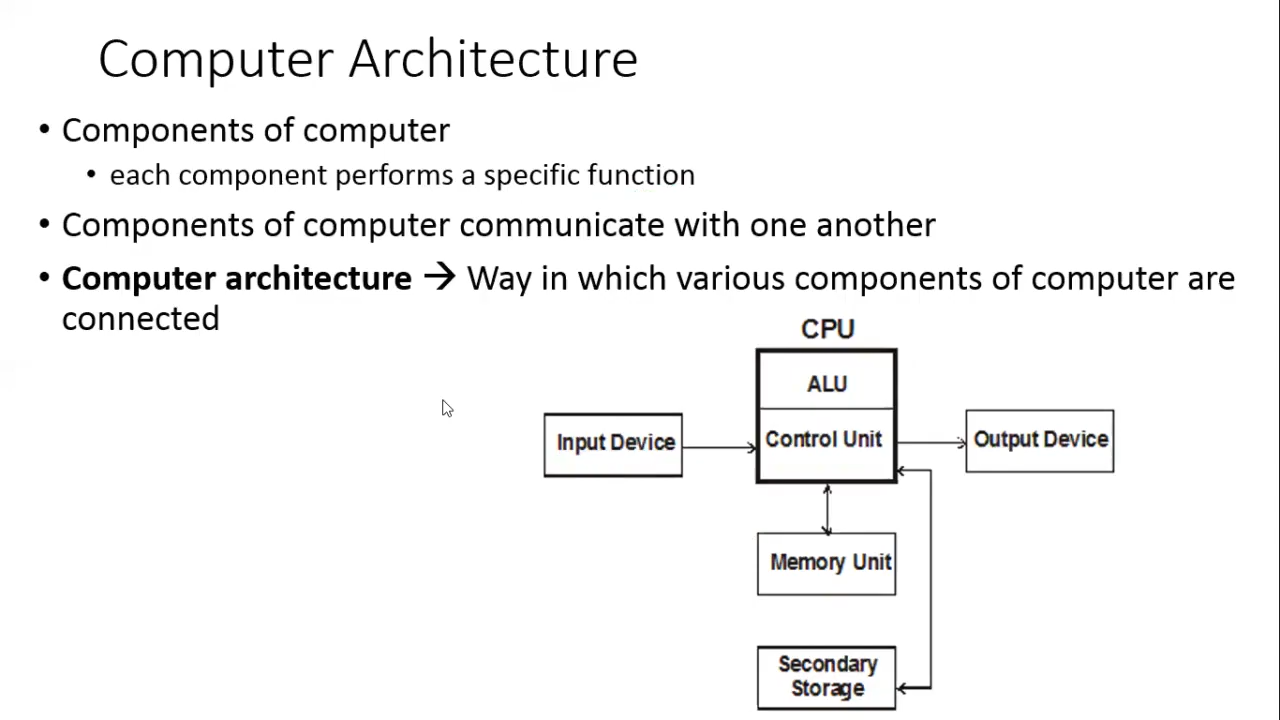 Computer Architecture
• Components of computer
• each component performs a specific function
• Components of computer communicate with one another
• Computer architecture → Way in which various components of computer are
connected
CPU
ALU
Input Device
Control Unit
Output Device
Memory Unit
Secondary
Storage